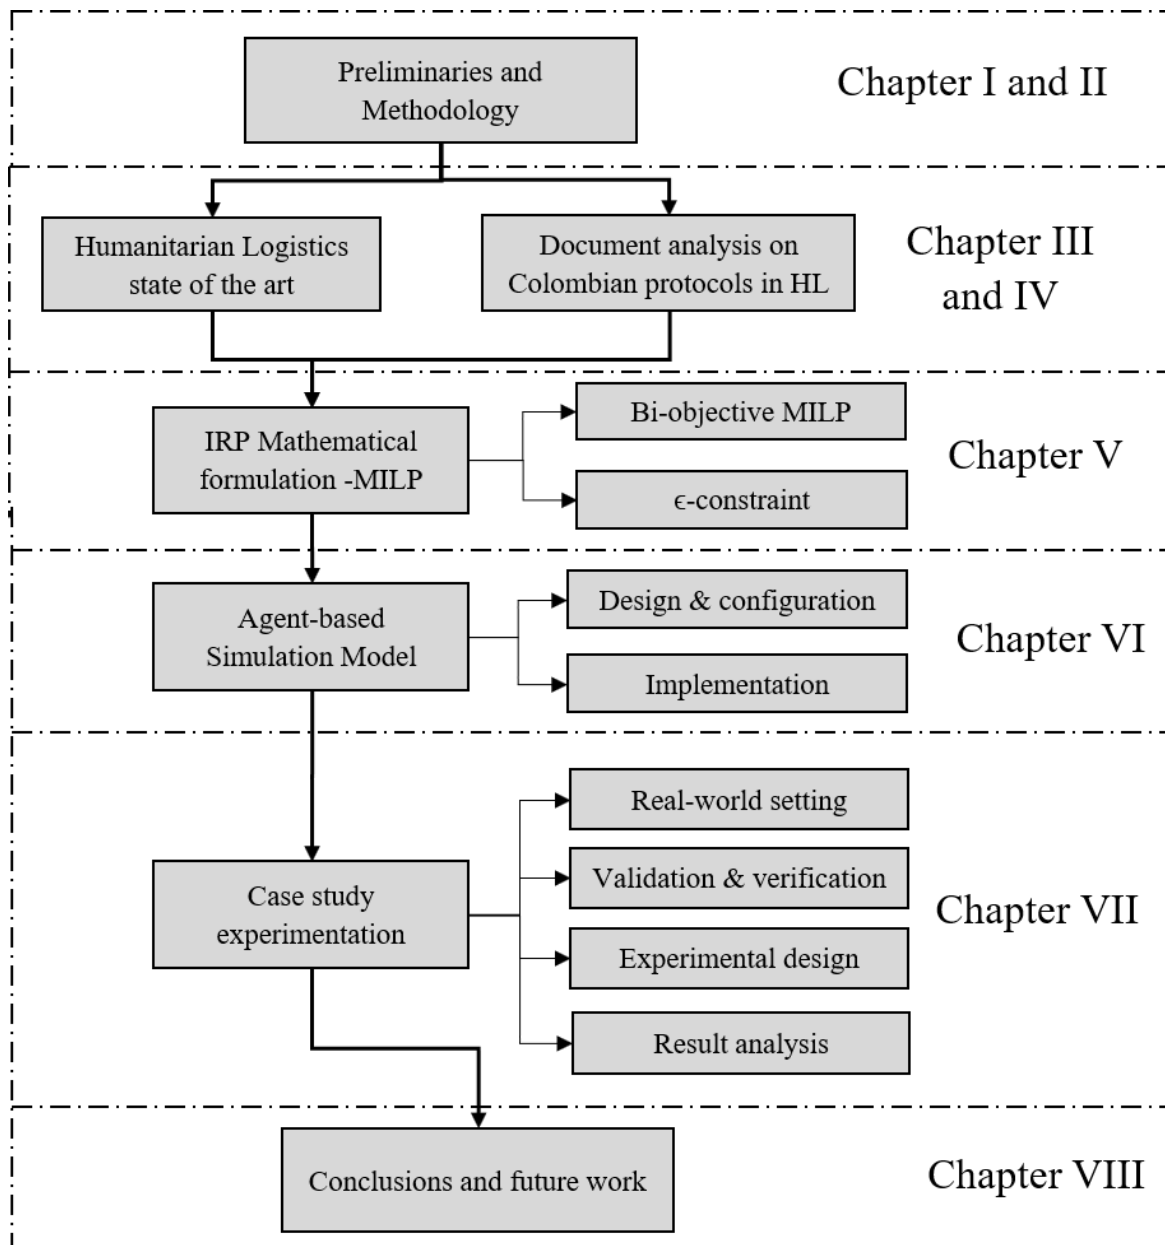 Preliminaries and
Methodology
Chapter I and II
Humanitarian Logistics
state of the art
Document analysis on
Colombian protocols in HL
Chapter III
and IV
IRP Mathematical
formulation -MILP
Bi-objective MILP
ϵ-constraint
Chapter V
Agent-based
Simulation Model
Design & configuration
Implementation
Chapter VI
Case study
experimentation
Real-world setting
Validation & verification
Experimental design
Result analysis
Chapter VII
Conclusions and future work
Chapter VIII